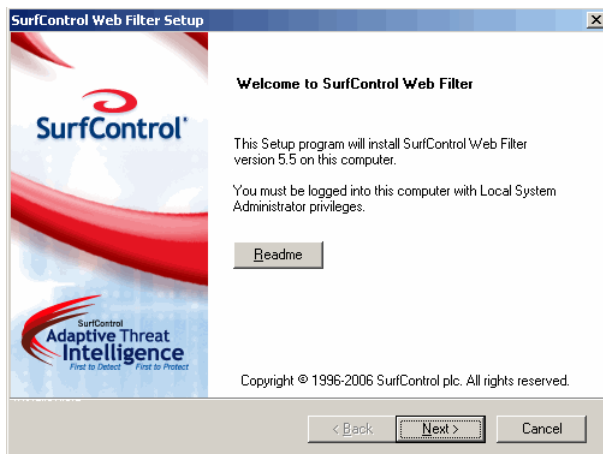 SurfControl Web Filter Setup
Welcome to SurfControl Web Filter
SurfControl
This Setup program will install SurfControl Web Filter
version 5.5 on this computer.
You must be logged into this computer with Local System
Administrator privileges.
Readme
SurfControl
Adaptive Threat
Intelligence
First to Detect First to Protect
Copyright © 1996-2006 SurfControl plc. All rights reserved.
< Back
Next >
Cancel